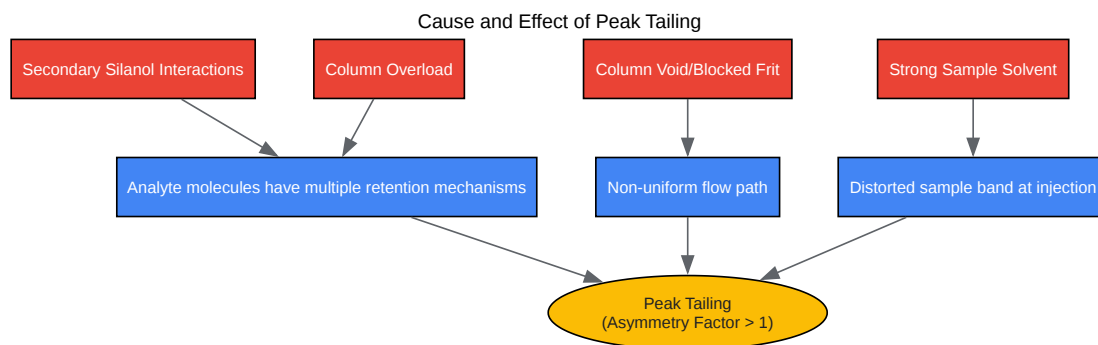 Cause and Effect of Peak Tailing
Secondary Silanol Interactions
Column Overload
Column Void/Blocked Frit
Strong Sample Solvent
Analyte molecules have multiple retention mechanisms
Non-uniform flow path
Distorted sample band at injection
Peak Tailing
(Asymmetry Factor > 1)